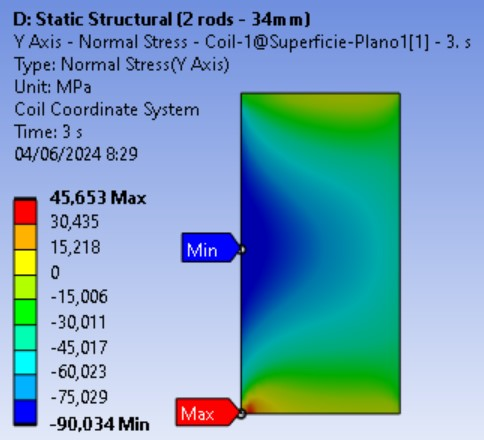 D: Static Structural (2 rods - 34mm)
Y Axis - Normal Stress - Coil-1@Superficie-Plano1[1] - 3. s
Type: Normal Stress(Y Axis)
Unit: MPa
Coil Coordinate System
Time: 3 s
04/06/2024 8:29
45,653 Max
30,435
15,218
0
-15,006
-30,011
-45,017
-60,023
-75,029
-90,034 Min
Min
Max